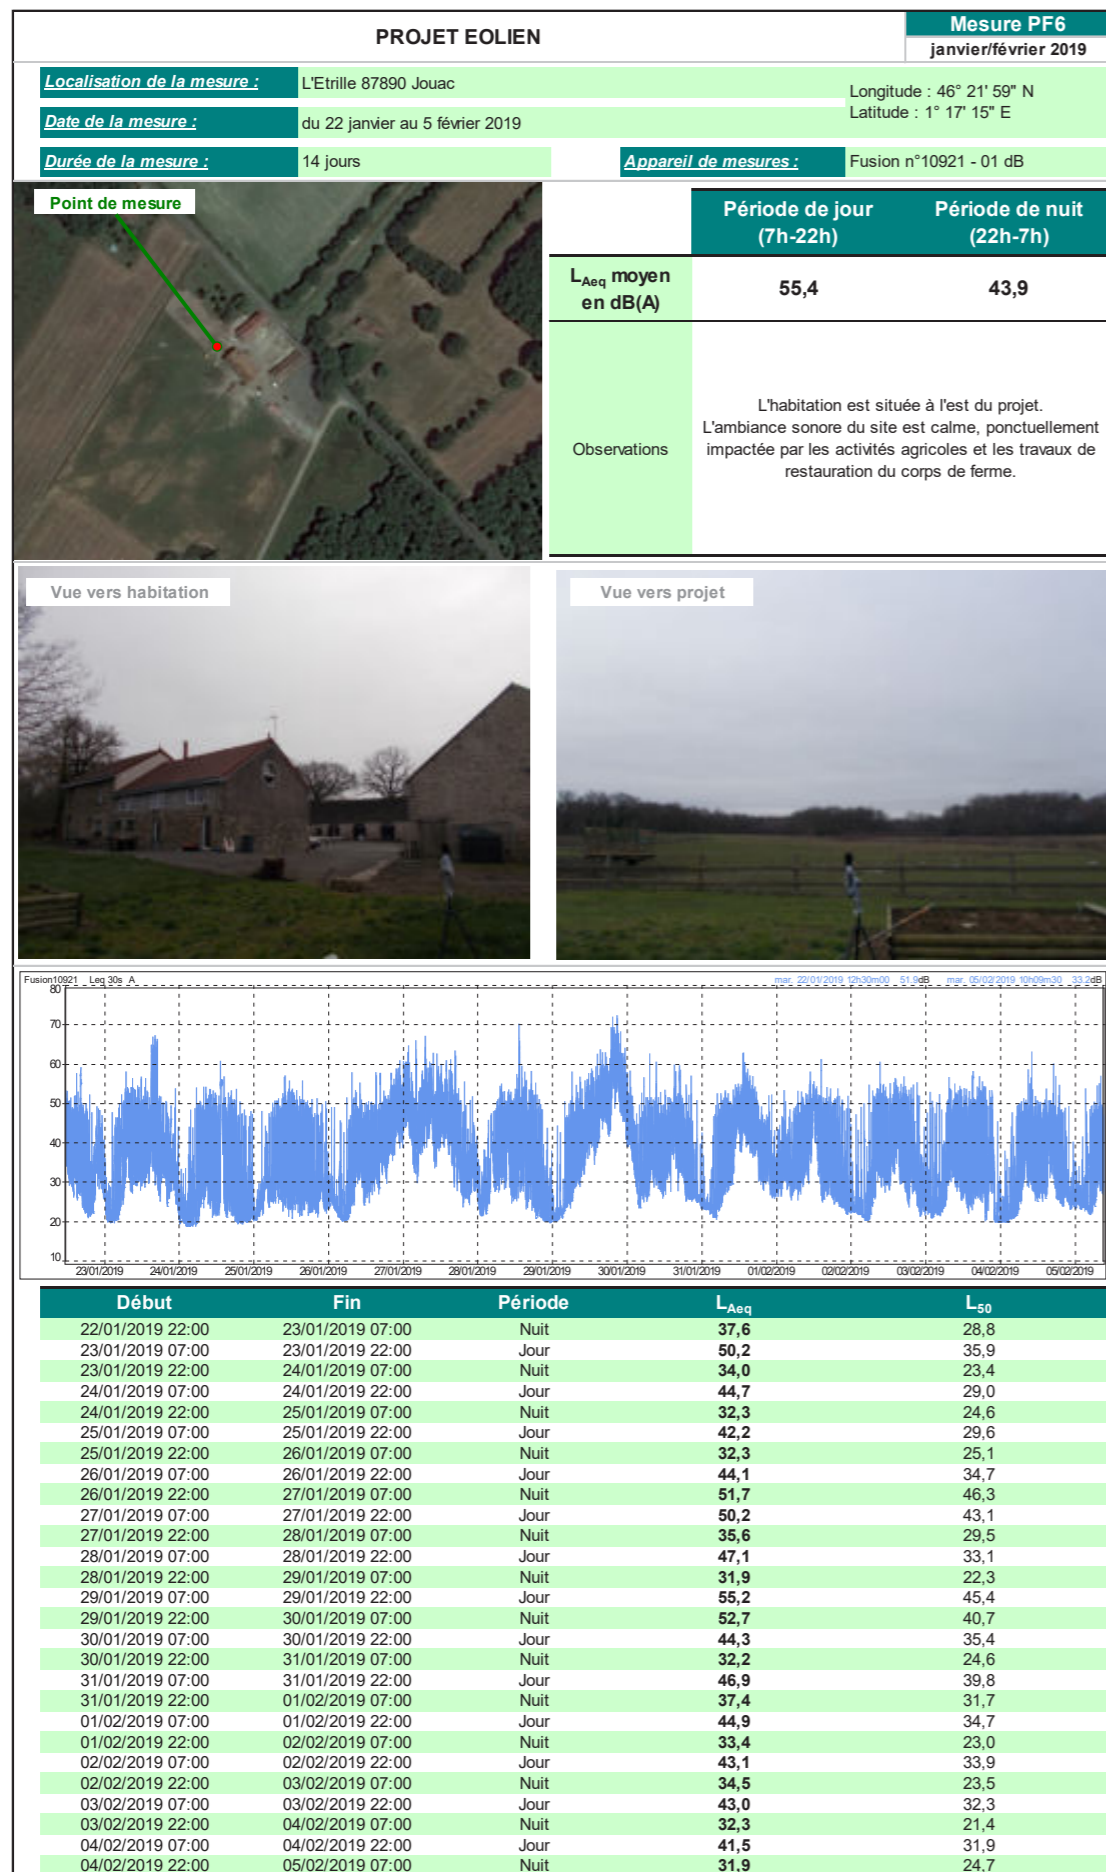 PROJET EOLIEN
Mesure PF6
janvier/février 2019
Localisation de la mesure :
L'Etrille 87890 Jouac
Longitude : 46° 21' 59" N
Latitude : 1° 17' 15" E
Date de la mesure :
du 22 janvier au 5 février 2019
Durée de la mesure :
14 jours
Appareil de mesures :
Fusion n°10921 - 01 dB
Point de mesure
Période de jour
(7h-22h)
Période de nuit
(22h-7h)
LAeq moyen
en dB(A)
55,4
43,9
Observations
L'habitation est située à l'est du projet.
L'ambiance sonore du site est calme, ponctuellement
impactée par les activités agricoles et les travaux de
restauration du corps de ferme.
Vue vers habitation
Vue vers projet
Fusion10921 Leq 30s A
mar. 22/01/2019 12h30m00 51.9dB mar. 05/02/2019 10h09m30 33.2dB
80
70
60
50
40
30
20
10
23/01/2019 24/01/2019 25/01/2019 26/01/2019 27/01/2019 28/01/2019 29/01/2019 30/01/2019 31/01/2019 01/02/2019 02/02/2019 03/02/2019 04/02/2019 05/02/2019
Début Fin Période LAeq L50
22/01/2019 22:00 23/01/2019 07:00 Nuit 37,6 28,8
23/01/2019 07:00 23/01/2019 22:00 Jour 50,2 35,9
23/01/2019 22:00 24/01/2019 07:00 Nuit 34,0 23,4
24/01/2019 07:00 24/01/2019 22:00 Jour 44,7 29,0
24/01/2019 22:00 25/01/2019 07:00 Nuit 32,3 24,6
25/01/2019 07:00 25/01/2019 22:00 Jour 42,2 29,6
25/01/2019 22:00 26/01/2019 07:00 Nuit 32,3 25,1
26/01/2019 07:00 26/01/2019 22:00 Jour 44,1 34,7
26/01/2019 22:00 27/01/2019 07:00 Nuit 51,7 46,3
27/01/2019 07:00 27/01/2019 22:00 Jour 50,2 43,1
27/01/2019 22:00 28/01/2019 07:00 Nuit 35,6 29,5
28/01/2019 07:00 28/01/2019 22:00 Jour 47,1 33,1
28/01/2019 22:00 29/01/2019 07:00 Nuit 31,9 22,3
29/01/2019 07:00 29/01/2019 22:00 Jour 55,2 45,4
29/01/2019 22:00 30/01/2019 07:00 Nuit 52,7 40,7
30/01/2019 07:00 30/01/2019 22:00 Jour 44,3 35,4
30/01/2019 22:00 31/01/2019 07:00 Nuit 32,2 24,6
31/01/2019 07:00 31/01/2019 22:00 Jour 46,9 39,8
31/01/2019 22:00 01/02/2019 07:00 Nuit 37,4 31,7
01/02/2019 07:00 01/02/2019 22:00 Jour 44,9 34,7
01/02/2019 22:00 02/02/2019 07:00 Nuit 33,4 23,0
02/02/2019 07:00 02/02/2019 22:00 Jour 43,1 33,9
02/02/2019 22:00 03/02/2019 07:00 Nuit 34,5 23,5
03/02/2019 07:00 03/02/2019 22:00 Jour 43,0 32,3
03/02/2019 22:00 04/02/2019 07:00 Nuit 32,3 21,4
04/02/2019 07:00 04/02/2019 22:00 Jour 41,5 31,9
04/02/2019 22:00 05/02/2019 07:00 Nuit 31,9 24,7